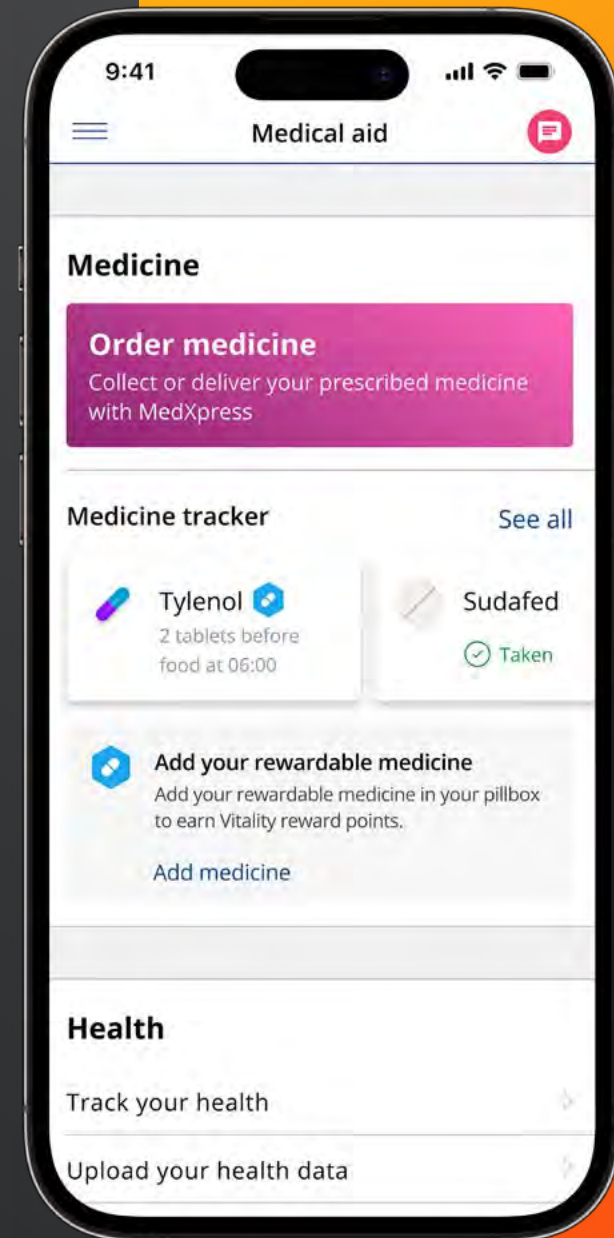 9:41
Medical aid
Medicine
Order medicine
Collect or deliver your prescribed medicine
with MedXpress
Medicine tracker
See all
Tylenol
2 tablets before
food at 06:00
Sudafed
Taken
Add your rewardable medicine
Add your rewardable medicine in your pillbox
to earn Vitality reward points.
Add medicine
Health
Track your health
Upload your health data